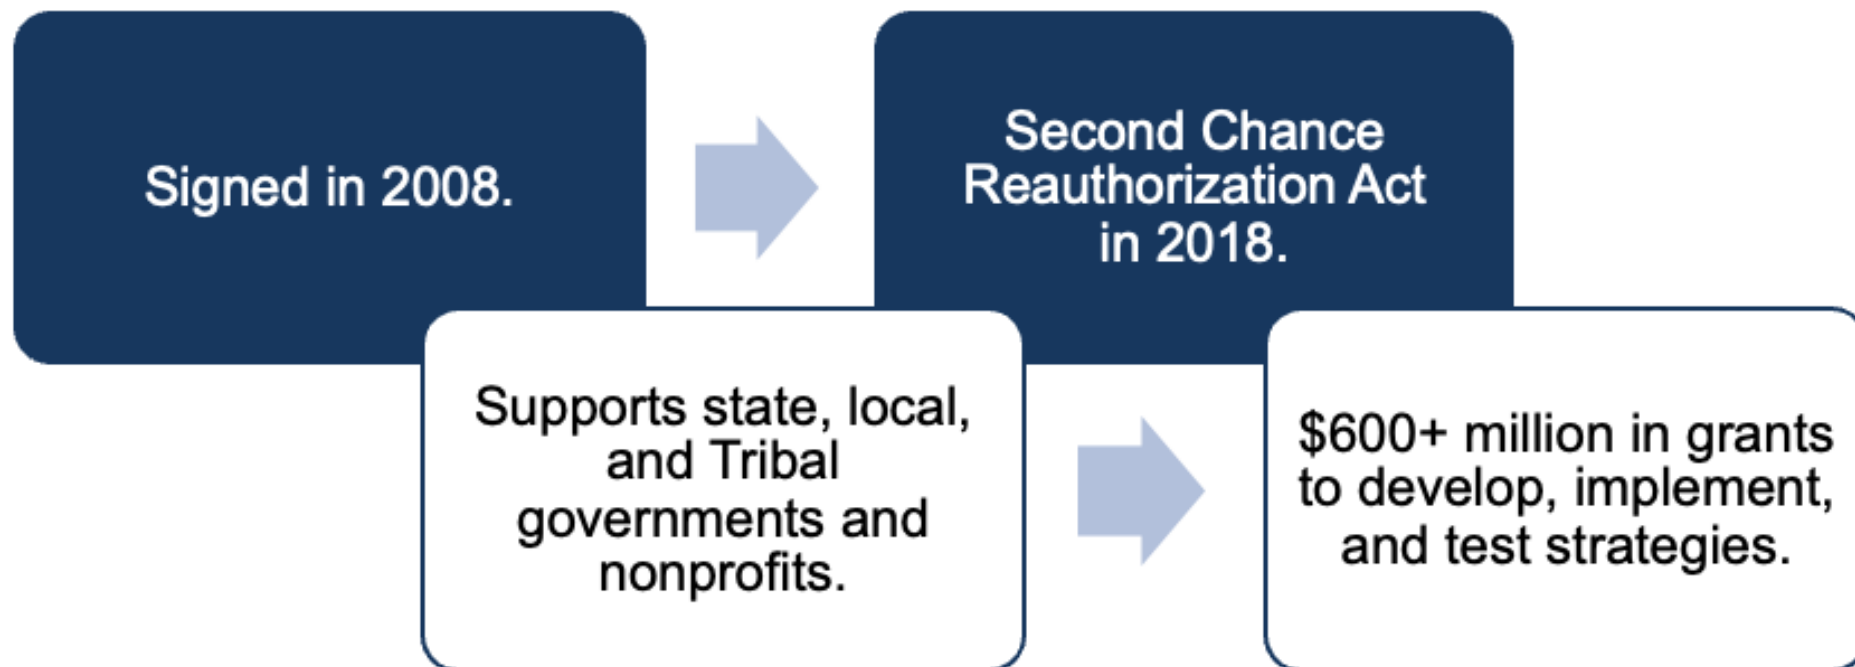 Signed in 2008.
Second Chance
Reauthorization Act
in 2018.
Supports state, local,
and Tribal
governments and
nonprofits.
$600+ million in grants
to develop, implement,
and test strategies.